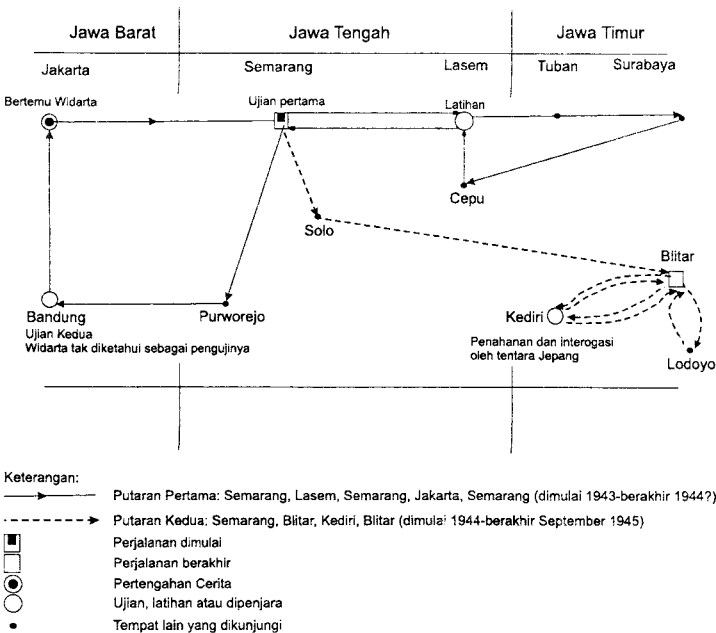 Jawa Barat
Jawa Tengah
Jawa Timur
Jakarta
Semarang
Lasem
Tuban
Surabaya
Bertemu Widarta
Ujian pertama
Latihan
Cepu
Solo
Blitar
Bandung
Purworejo
Kediri
Ujian Kedua
Widarta tak diketahui sebagai pengujinya
Penahanan dan interogasi
oleh tentara Jepang
Lodoyo
Keterangan:
Putaran Pertama: Semarang, Lasem, Semarang, Jakarta, Semarang (dimulai 1943-berakhir 1944?)
Putaran Kedua: Semarang, Blitar, Kediri, Blitar (dimulai 1944-berakhir September 1945)
Perjalanan dimulai
Perjalanan berakhir
Pertengahan Cerita
Ujian, latihan atau dipenjara
Tempat lain yang dikunjungi